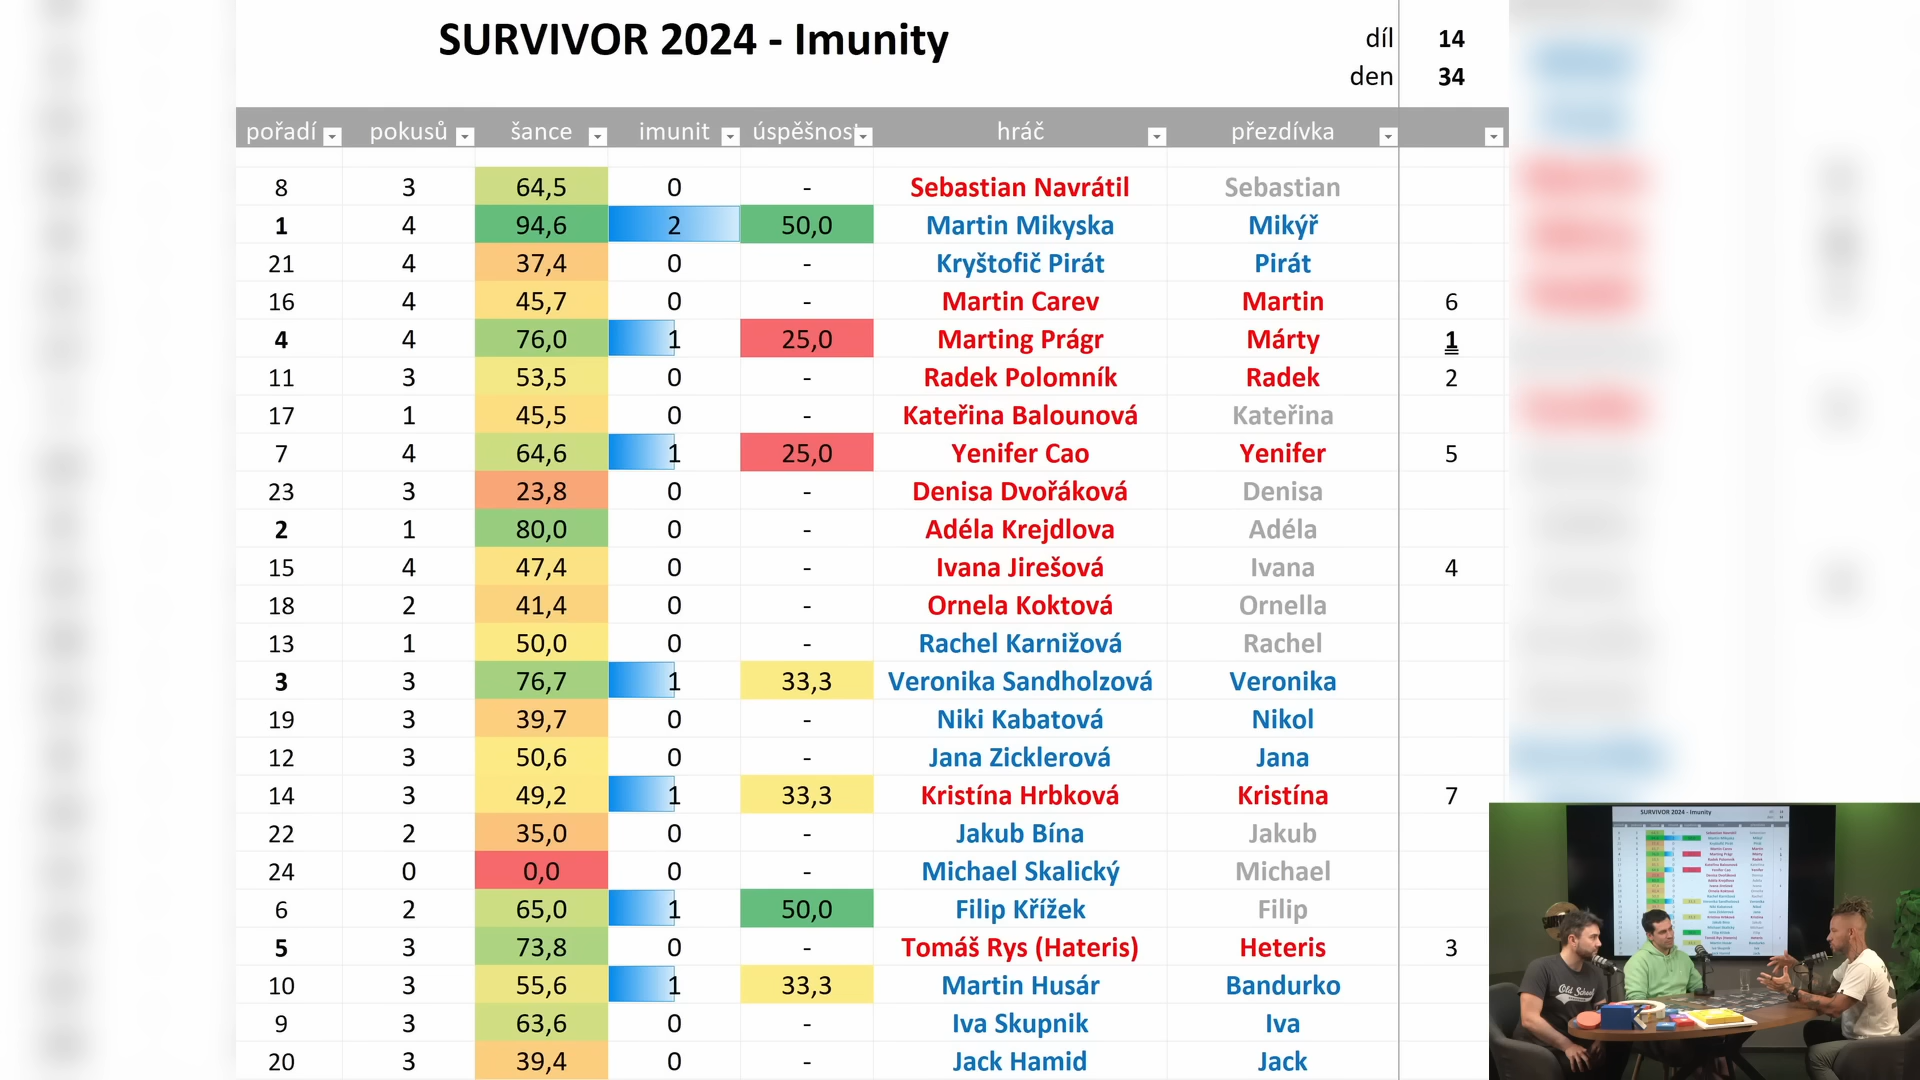 SURVIVOR 2024 - Imunity
díl 14
den 34
pořadí pokusů šance imunit úspěšnost hráč přezdívka
8 3 64,5 0 - Sebastian Navrátil Sebastian
1 4 94,6 2 50,0 Martin Mikyska Mikýř
21 4 37,4 0 - Kryštofič Pirát Pirát
16 4 45,7 0 - Martin Carev Martin 6
4 4 76,0 1 25,0 Marting Prágr Márty 1
11 3 53,5 0 - Radek Polomník Radek 2
17 1 45,5 0 - Kateřina Balounová Kateřina
7 4 64,6 1 25,0 Yenifer Cao Yenifer 5
23 3 23,8 0 - Denisa Dvořáková Denisa
2 1 80,0 0 - Adéla Krejdlova Adéla
15 4 47,4 0 - Ivana Jirešová Ivana 4
18 2 41,4 0 - Ornela Koktová Ornella
13 1 50,0 0 - Rachel Karnižová Rachel
3 3 76,7 1 33,3 Veronika Sandholzová Veronika
19 3 39,7 0 - Niki Kabatová Nikol
12 3 50,6 0 - Jana Zicklerová Jana
14 3 49,2 1 33,3 Kristína Hrbková Kristína 7
22 2 35,0 0 - Jakub Bína Jakub
24 0 0,0 0 - Michael Skalický Michael
6 2 65,0 1 50,0 Filip Křížek Filip
5 3 73,8 0 - Tomáš Rys (Hateris) Heteris 3
10 3 55,6 1 33,3 Martin Husár Bandurko
9 3 63,6 0 - Iva Skupnik Iva
20 3 39,4 0 - Jack Hamid Jack
SURVIVOR 2024 - Imunity
Old School